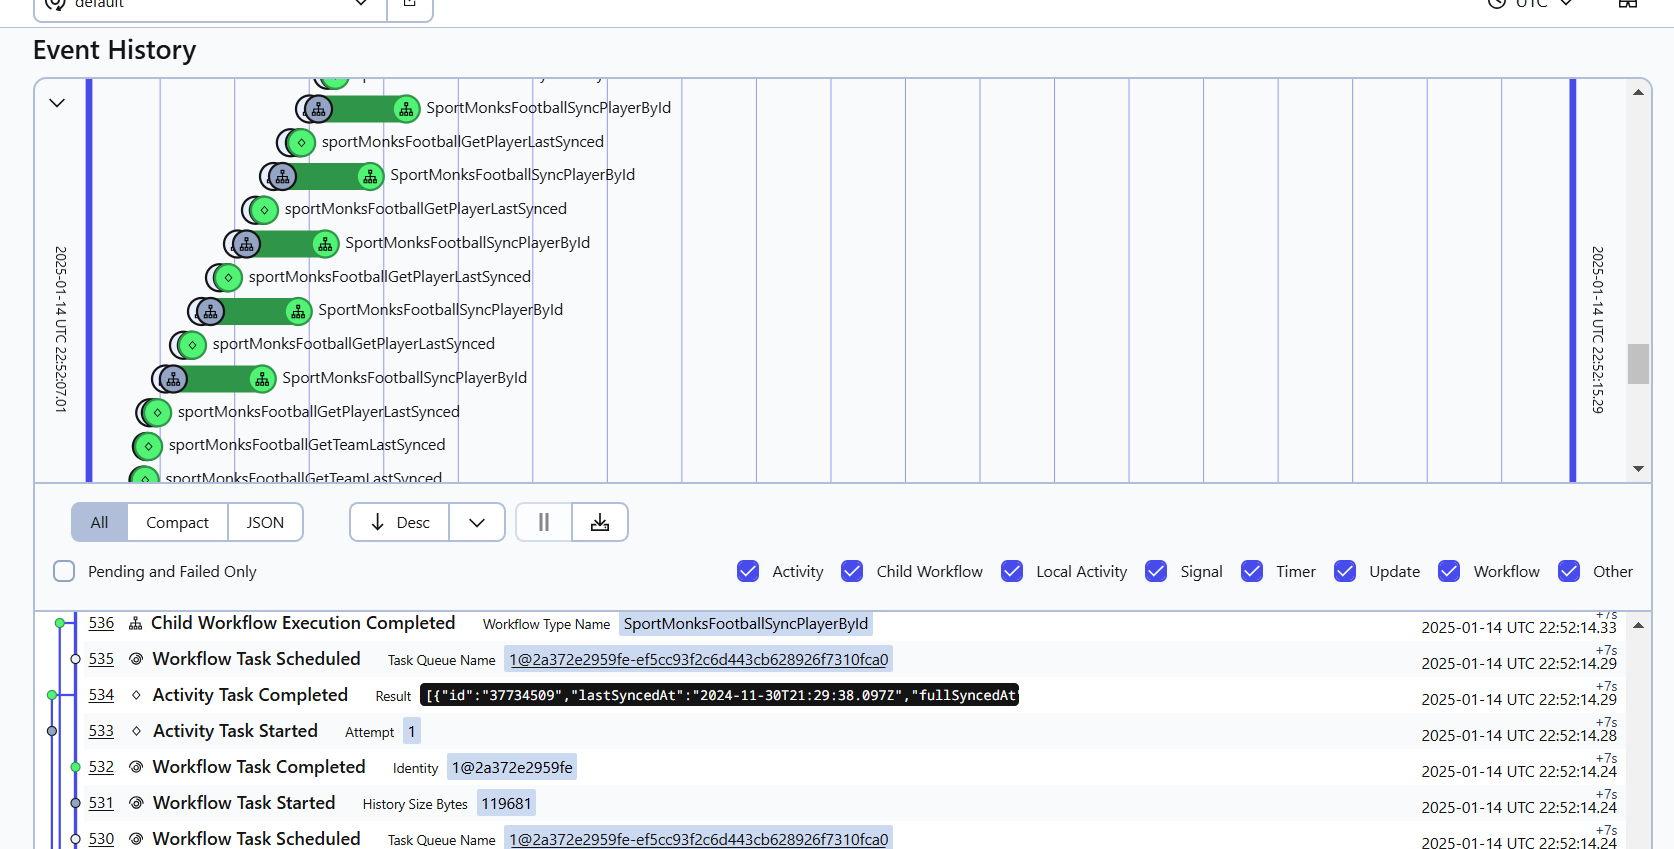 default
UTC
Event History
SportMonksFootballSyncPlayerById
sportMonksFootballGetPlayerLastSynced
SportMonksFootballSyncPlayerById
sportMonksFootballGetPlayerLastSynced
SportMonksFootballSyncPlayerById
sportMonksFootballGetPlayerLastSynced
SportMonksFootballSyncPlayerById
sportMonksFootballGetPlayerLastSynced
SportMonksFootballSyncPlayerById
sportMonksFootballGetPlayerLastSynced
sportMonksFootballGetTeamLastSynced
sportMonksFootballGetTeamLastSynced
2025-01-14 UTC 22:52:07.01
2025-01-14 UTC 22:52:15.29
All Compact JSON Desc
Pending and Failed Only Activity Child Workflow Local Activity Signal Timer Update Workflow Other
536 Child Workflow Execution Completed Workflow Type Name SportMonksFootballSyncPlayerById +7s
2025-01-14 UTC 22:52:14.33
535 Workflow Task Scheduled Task Queue Name 1@2a372e2959fe-ef5cc93f2c6d443cb628926f7310fca0 +7s
2025-01-14 UTC 22:52:14.29
534 Activity Task Completed Result [{"id":"37734509","lastSyncedAt":"2024-11-30T21:29:38.097Z","fullSyncedAt" +7s
2025-01-14 UTC 22:52:14.29
533 Activity Task Started Attempt 1 +7s
2025-01-14 UTC 22:52:14.28
532 Workflow Task Completed Identity 1@2a372e2959fe +7s
2025-01-14 UTC 22:52:14.24
531 Workflow Task Started History Size Bytes 119681 +7s
2025-01-14 UTC 22:52:14.24
530 Workflow Task Scheduled Task Queue Name 1@2a372e2959fe-ef5cc93f2c6d443cb628926f7310fca0 +7s
2025-01-14 UTC 22:52:14.24